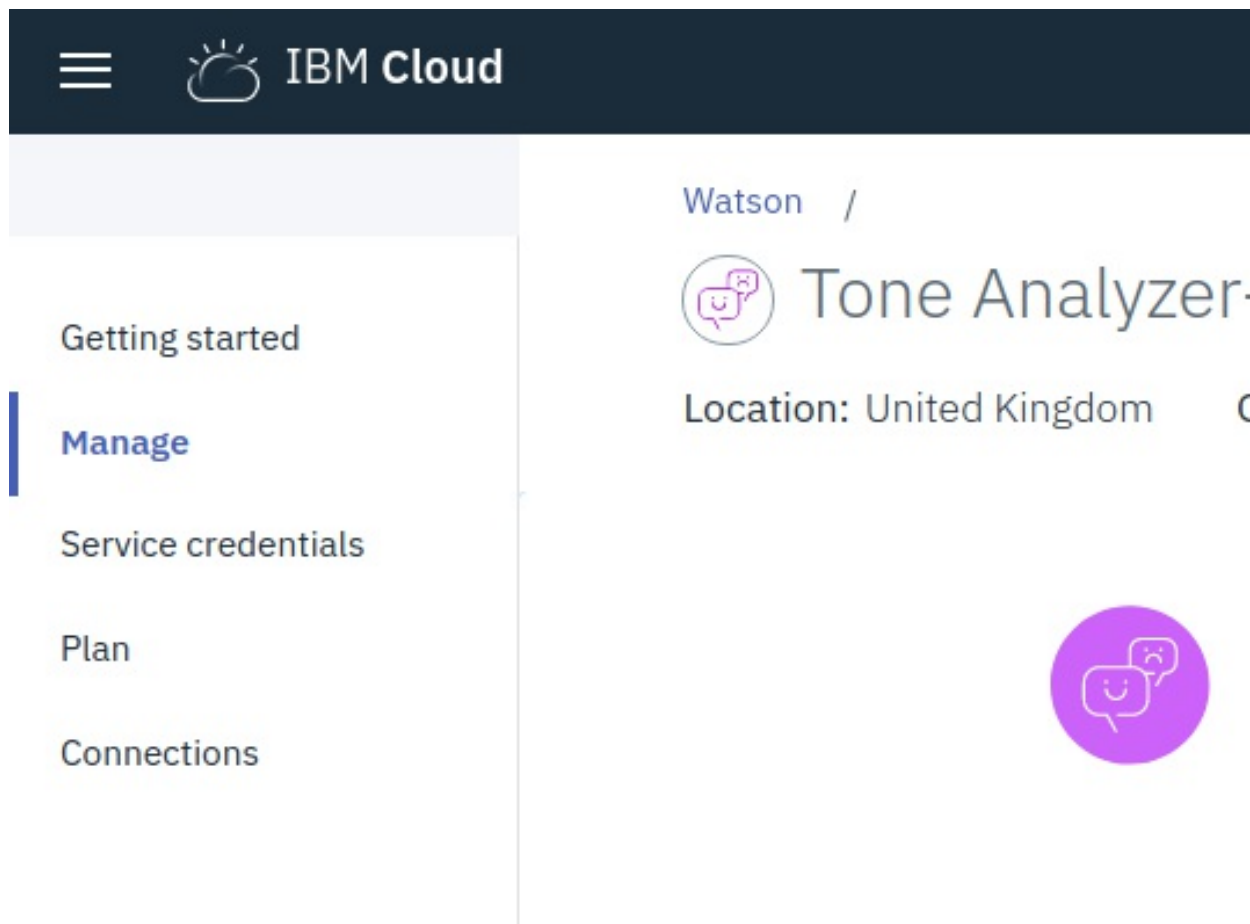 IBM Cloud
Watson /
Tone Analyzer-
Location: United Kingdom
Getting started
Manage
Service credentials
Plan
Connections